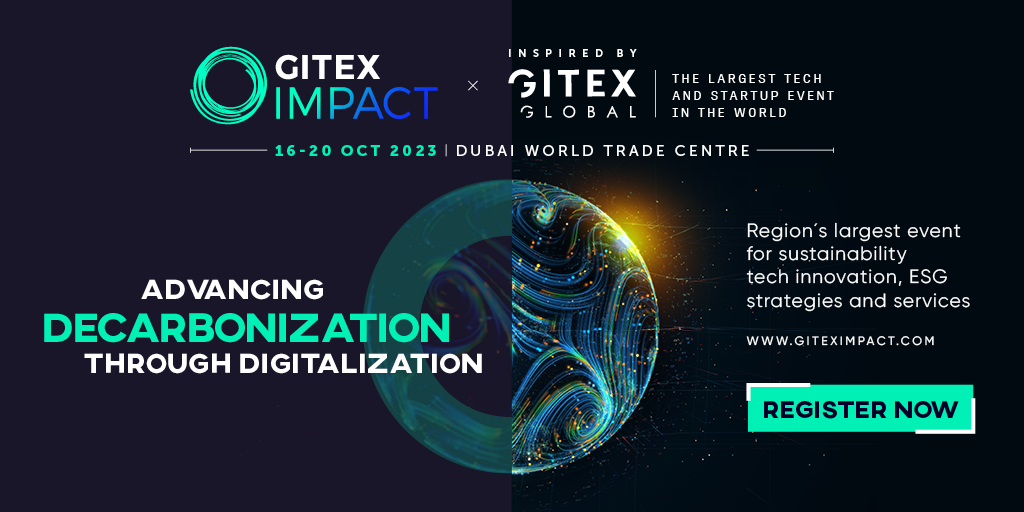 GITEX
IMPACT
×
INSPIRED BY
GITEX
GLOBAL
THE LARGEST TECH
AND STARTUP EVENT
IN THE WORLD
16-20 OCT 2023 | DUBAI WORLD TRADE CENTRE
ADVANCING
DECARBONIZATION
THROUGH DIGITALIZATION
Region´s largest event
for sustainability
tech innovation, ESG
strategies and services
WWW.GITEXIMPACT.COM
REGISTER NOW